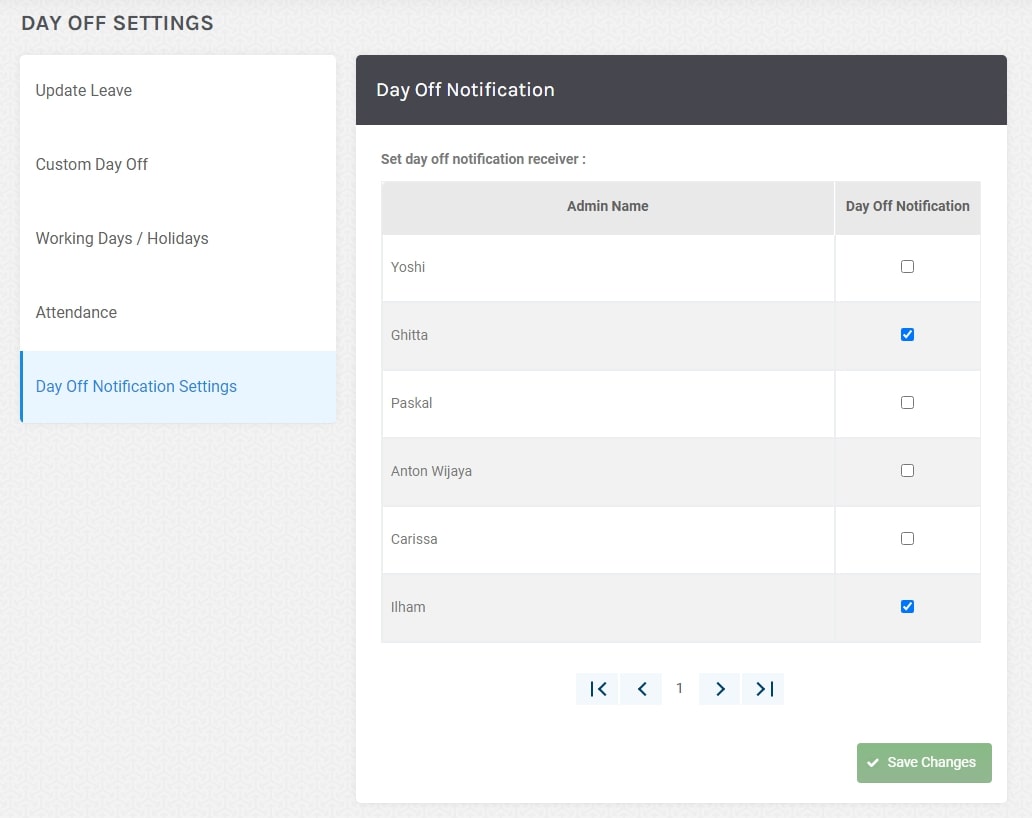 DAY OFF SETTINGS
Update Leave
Custom Day Off
Working Days / Holidays
Attendance
Day Off Notification Settings
Day Off Notification
Set day off notification receiver :
Admin Name Day Off Notification
Yoshi
Ghitta
Paskal
Anton Wijaya
Carissa
Ilham
1
Save Changes